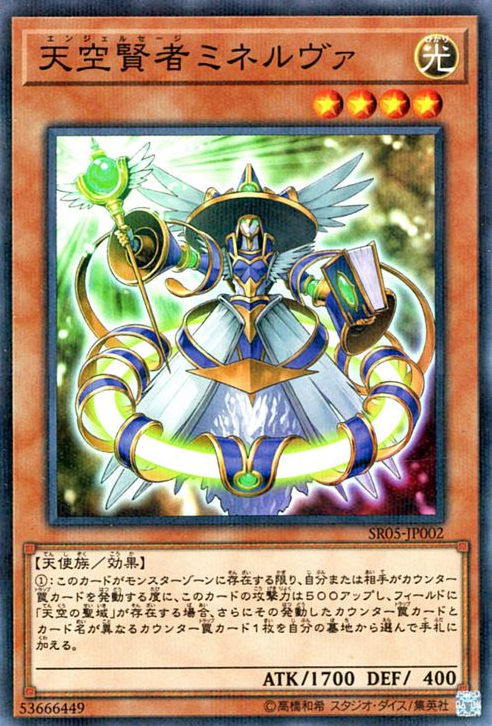 エンジェルセージ
天空賢者ミネルヴァ
ひかり
光
SR05-JP002
【天使族／効果】
①：このカードがモンスターゾーンに存在する限り、自分または相手がカウンター
罠カードを発動する度に、このカードの攻撃力は５００アップし、フィールドに
「天空の聖域」が存在する場合、さらにその発動したカウンター罠カードと
カード名が異なるカウンター罠カード１枚を自分の墓地から選んで手札に
加える。
ATK/1700 DEF/ 400
53666449
©高橋和希 スタジオ・ダイス/集英社